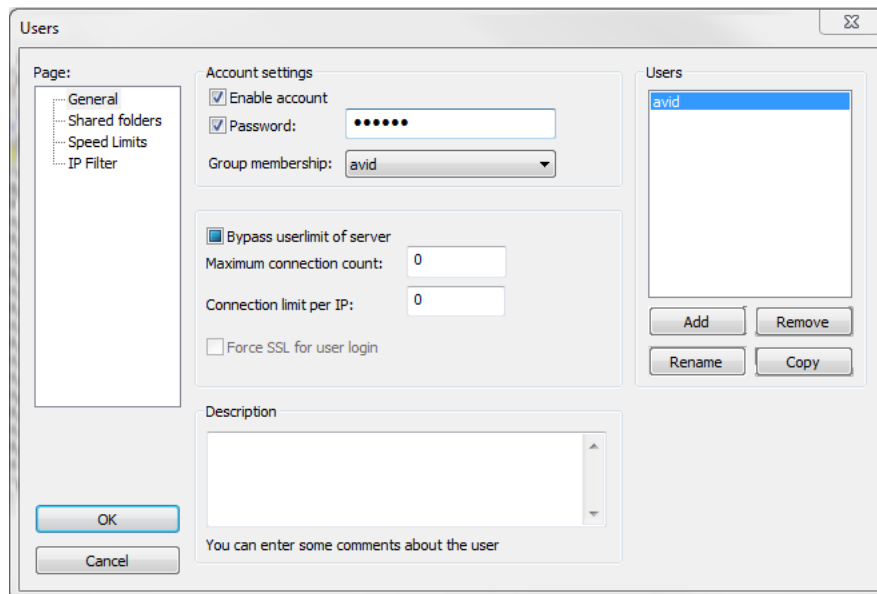 Users
Page:
General
Shared folders
Speed Limits
IP Filter
OK
Cancel
Account settings
Enable account
Password: ••••••
Group membership: avid
Bypass userlimit of server
Maximum connection count: 0
Connection limit per IP: 0
Force SSL for user login
Description
You can enter some comments about the user
Users
avid
Add Remove
Rename Copy